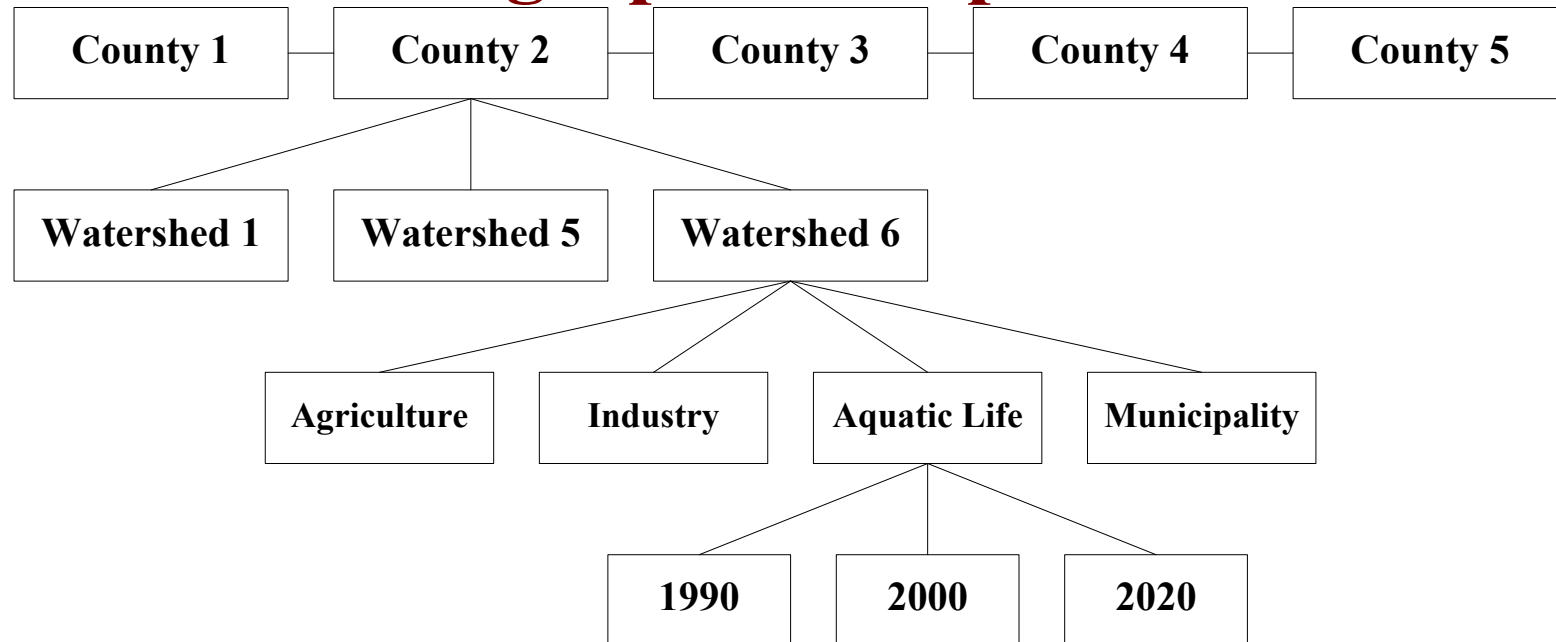 County 1
County 2
County 3
County 4
County 5
Watershed 1
Watershed 5
Watershed 6
Agriculture
Industry
Aquatic Life
Municipality
1990
2000
2020